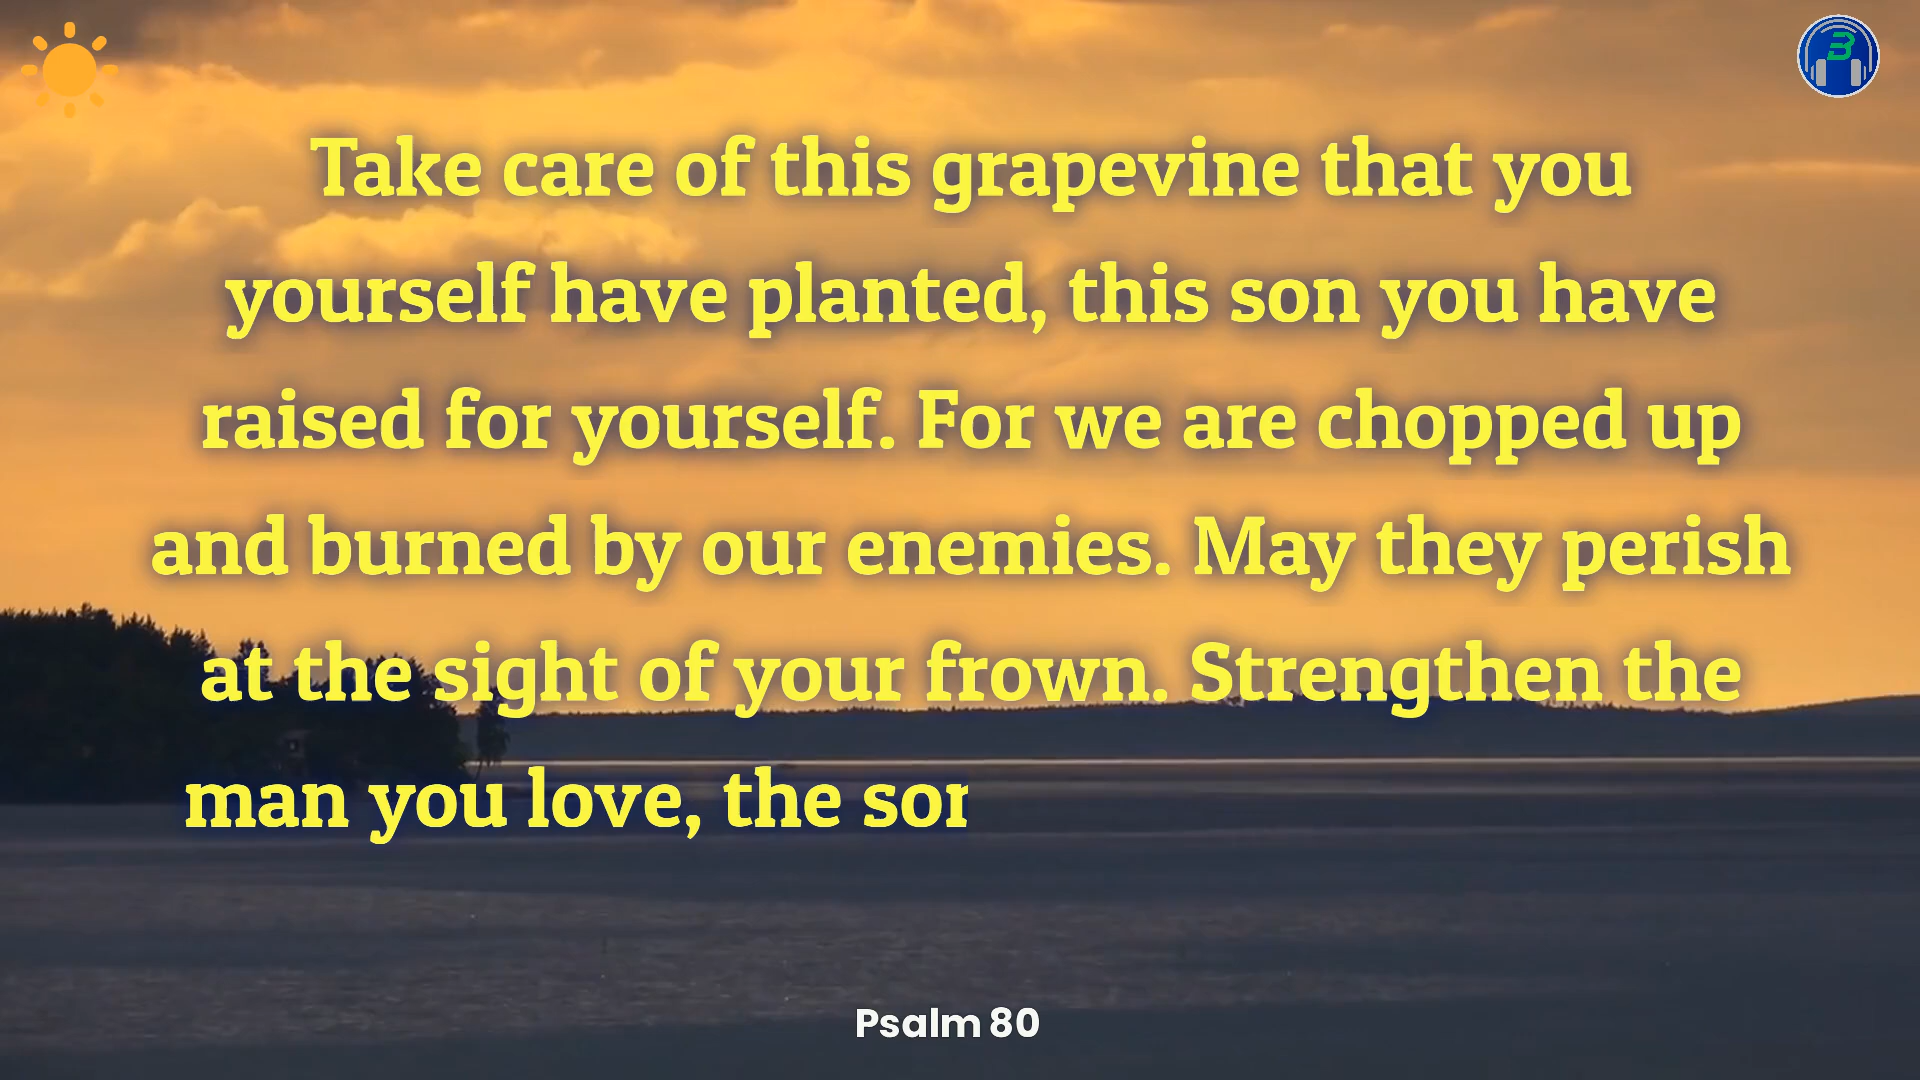 Take care of this grapevine that you
yourself have planted, this son you have
raised for yourself. For we are chopped up
and burned by our enemies. May they perish
at the sight of your frown. Strengthen the
man you love, the
Psalm 80